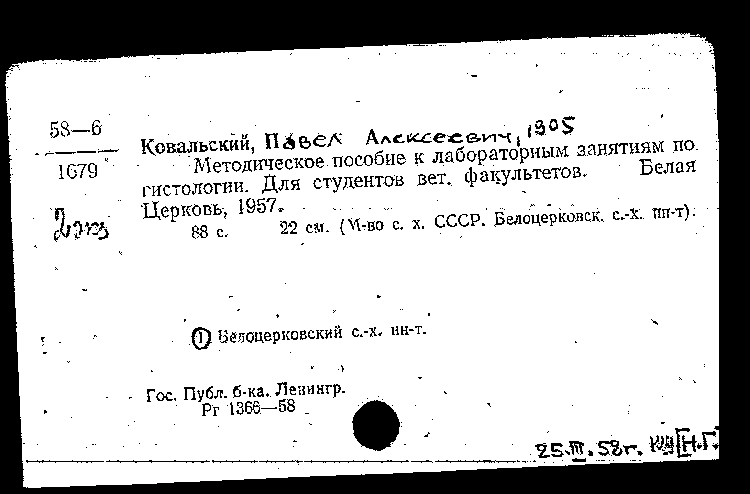 58—6
1679
2 экз
Ковальский, Павел Алексеевич, 1905
Методическое пособие к лабораторным занятиям по
гистологии. Для студентов вет. факультетов. Белая
Церковь, 1957.
88 с. 22 см. (М-во с. х. СССР. Белоцерковск. с.-х. ин-т).
1 Белоцерковский с.-х. ин-т.
Гос. Публ. б-ка. Ленингр.
Рг 1366—58
25.III.58г. [Н.Г.